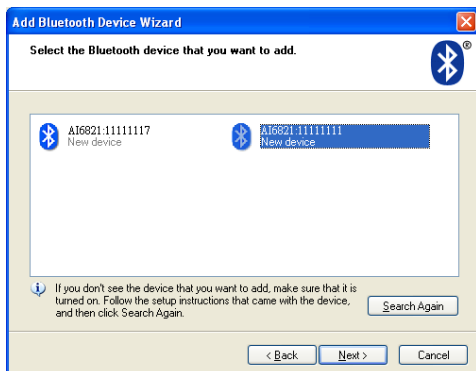 Add Bluetooth Device Wizard
Select the Bluetooth device that you want to add.
®
AI6821:11111117
New device
AI6821:11111111
New device
If you don't see the device that you want to add, make sure that it is
turned on. Follow the setup instructions that came with the device,
and then click Search Again.
Search Again
< Back
Next >
Cancel